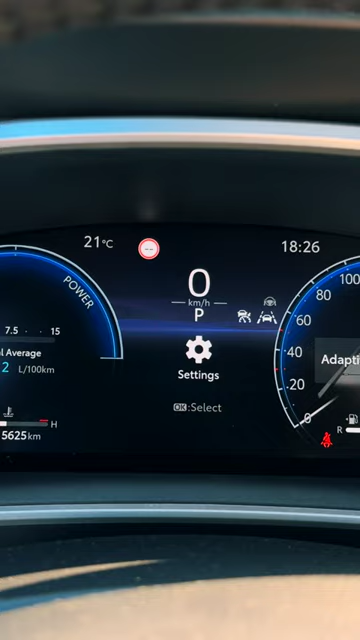 21°C
--
18:26
0
km/h
P
POWER
7.5 15
al Average
2 L/100km
H
5625km
Settings
OK:Select
100
80
60
40
20
0
Adapti
R